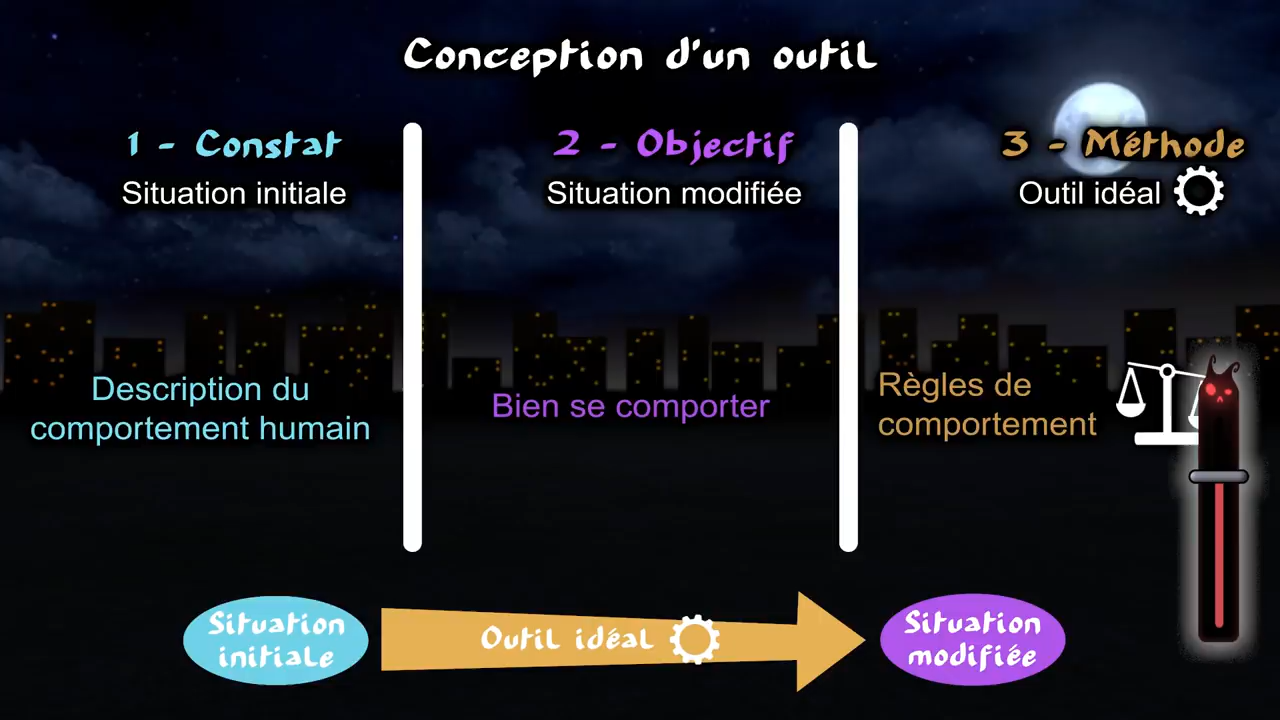 Conception d'un outil
1 - Constat
Situation initiale
2 - Objectif
Situation modifiée
3 - Méthode
Outil idéal
Description du
comportement humain
Bien se comporter
Règles de
comportement
Situation
initiale
Outil idéal
Situation
modifiée